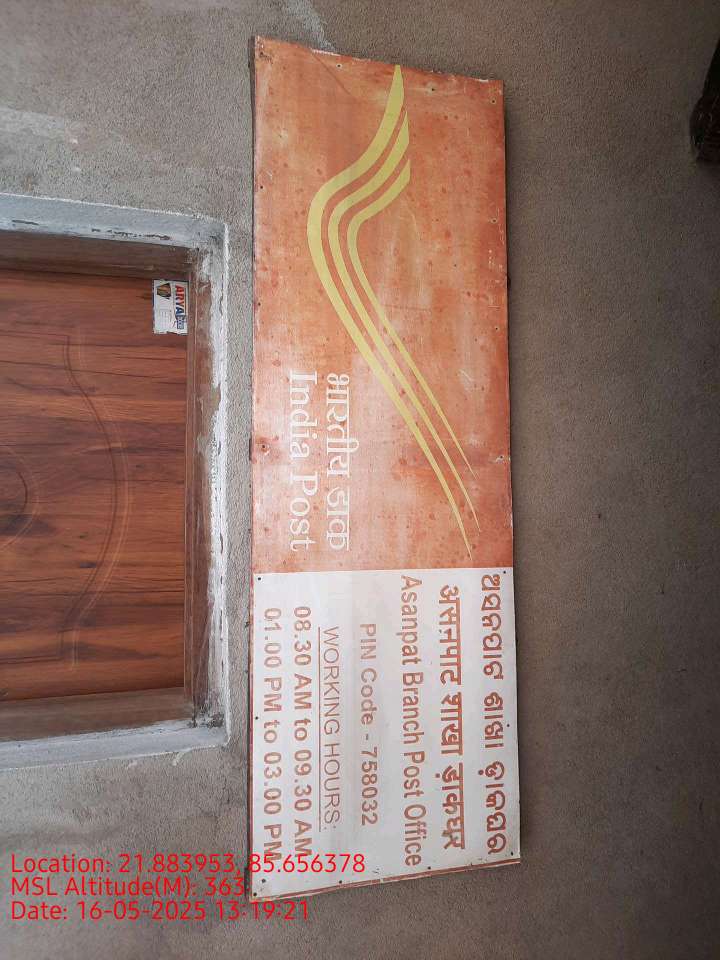 भारतीय डाक
India Post
ଅସନପାଟ ଶାଖା ଡ଼ାକଘର
असनपाट शाखा ड़ाकघर
Asanpat Branch Post Office
PIN Code - 758032
WORKING HOURS:
08.30 AM to 09.30 AM
01.00 PM to 03.00 PM
Location: 21.883953, 85.656378
MSL Altitude(M): 363
Date: 16-05-2025 13:19:21